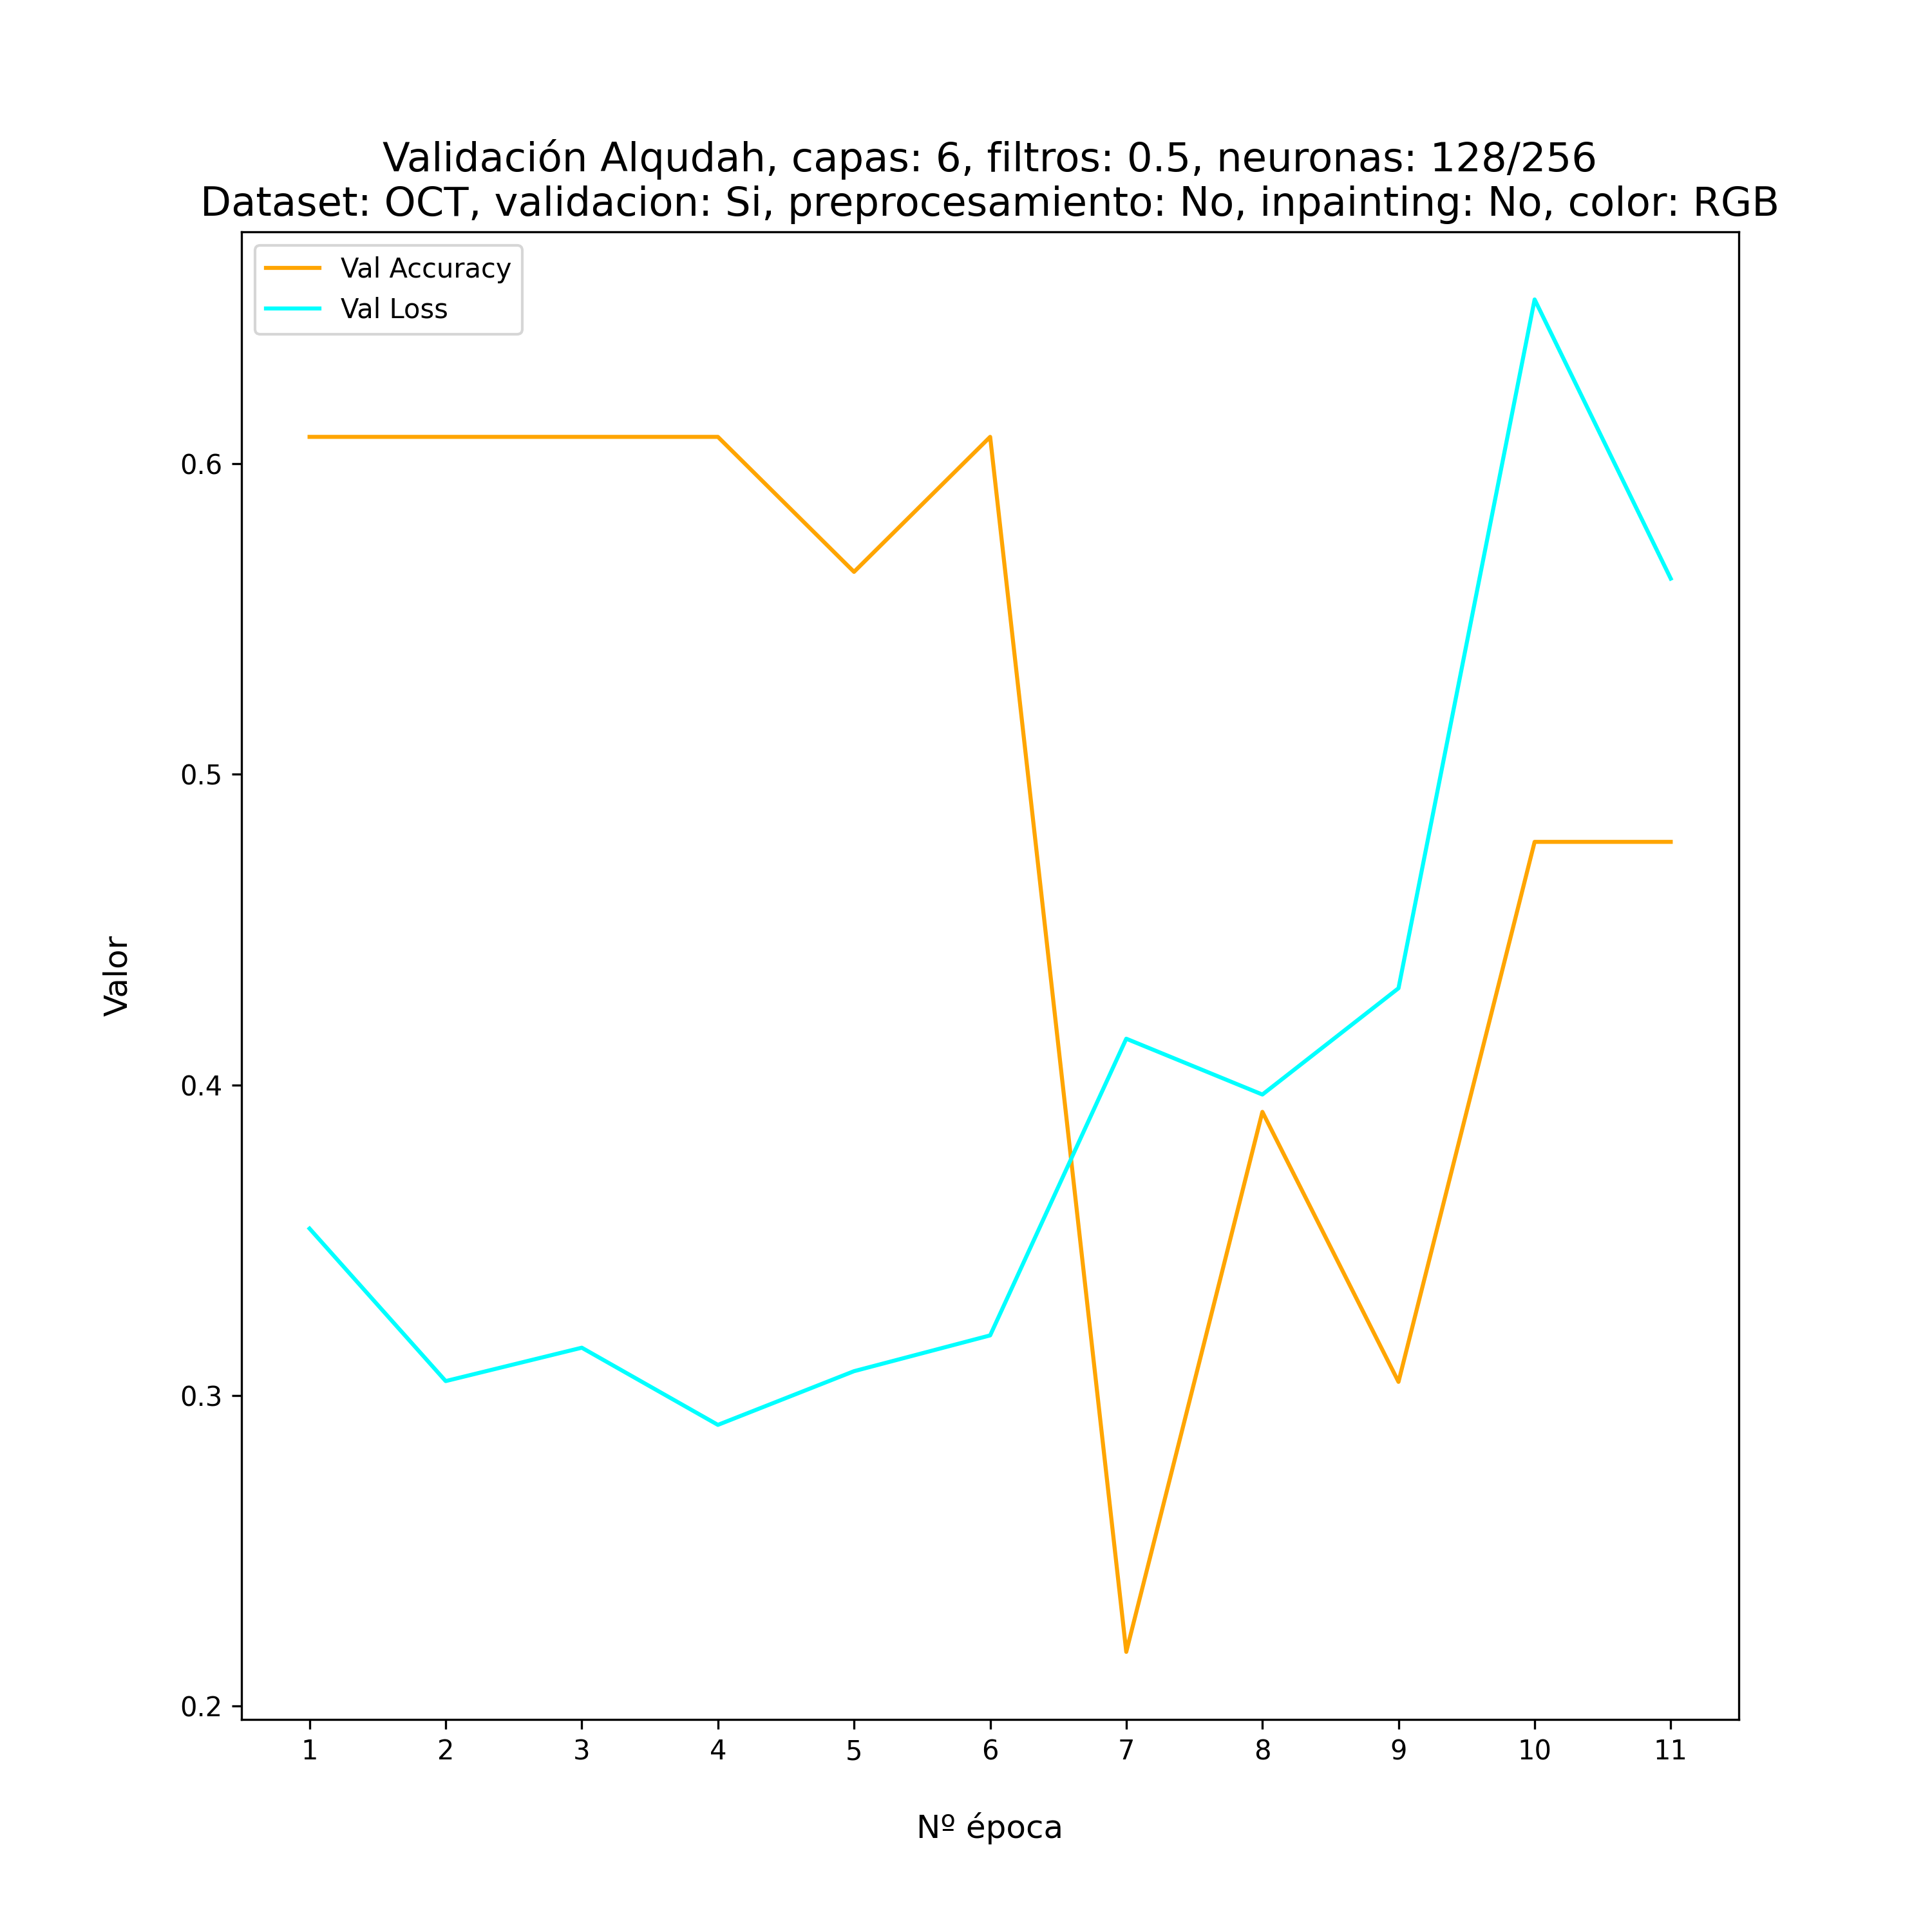 Validación Alqudah, capas: 6, filtros: 0.5, neuronas: 128/256
Dataset: OCT, validacion: Si, preprocesamiento: No, inpainting: No, color: RGB
Val Accuracy
Val Loss
0.6
0.5
0.4
0.3
0.2
Valor
1 2 3 4 5 6 7 8 9 10 11
Nº época